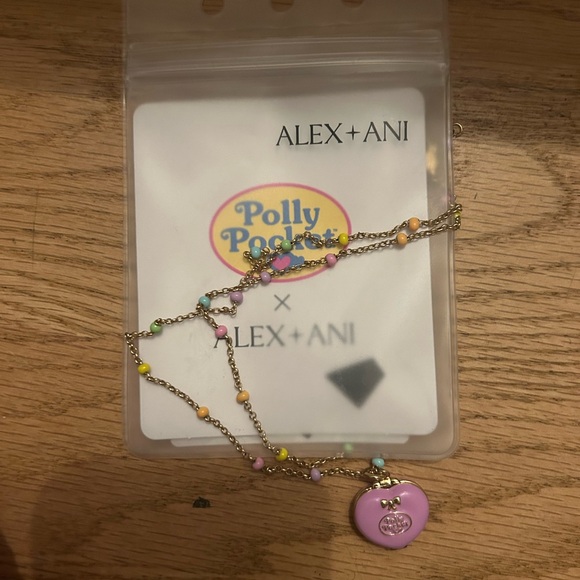 ALEX+ANI
Polly
Pocket
×
ALEX+ANI